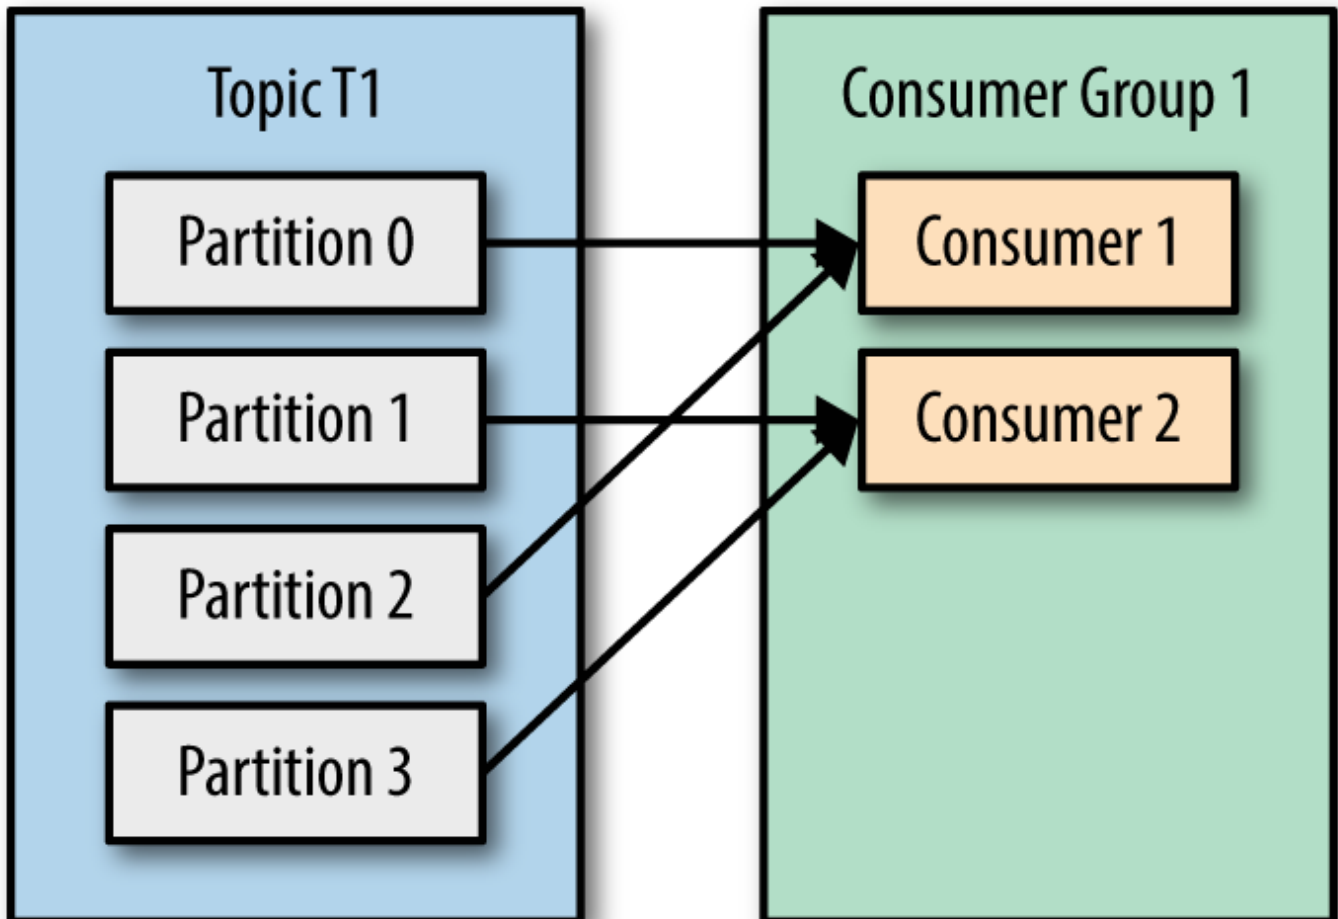 Topic T1
Partition 0
Partition 1
Partition 2
Partition 3
Consumer Group 1
Consumer 1
Consumer 2